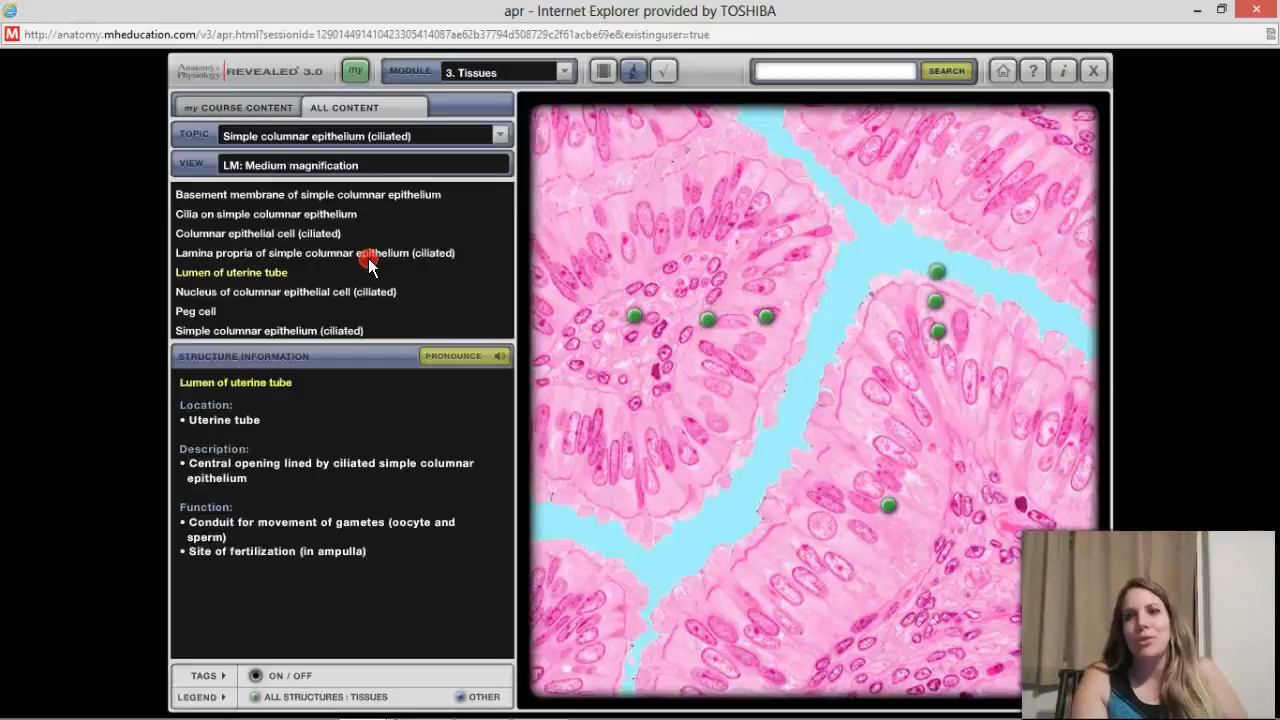 apr - Internet Explorer provided by TOSHIBA
http://anatomy.mheducation.com/v3/apr.html?sessionId=129014491410423305414087ae62b37794d508729c2f61acbe69e&existinguser=true
Anatomy & Physiology REVEALED 3.0
my
MODULE 3. Tissues
SEARCH
? i X
my COURSE CONTENT ALL CONTENT
TOPIC Simple columnar epithelium (ciliated)
VIEW LM: Medium magnification
Basement membrane of simple columnar epithelium
Cilia on simple columnar epithelium
Columnar epithelial cell (ciliated)
Lamina propria of simple columnar epithelium (ciliated)
Lumen of uterine tube
Nucleus of columnar epithelial cell (ciliated)
Peg cell
Simple columnar epithelium (ciliated)
STRUCTURE INFORMATION PRONOUNCE
Lumen of uterine tube
Location:
• Uterine tube
Description:
• Central opening lined by ciliated simple columnar
epithelium
Function:
• Conduit for movement of gametes (oocyte and
sperm)
• Site of fertilization (in ampulla)
TAGS ON / OFF
LEGEND ALL STRUCTURES : TISSUES OTHER